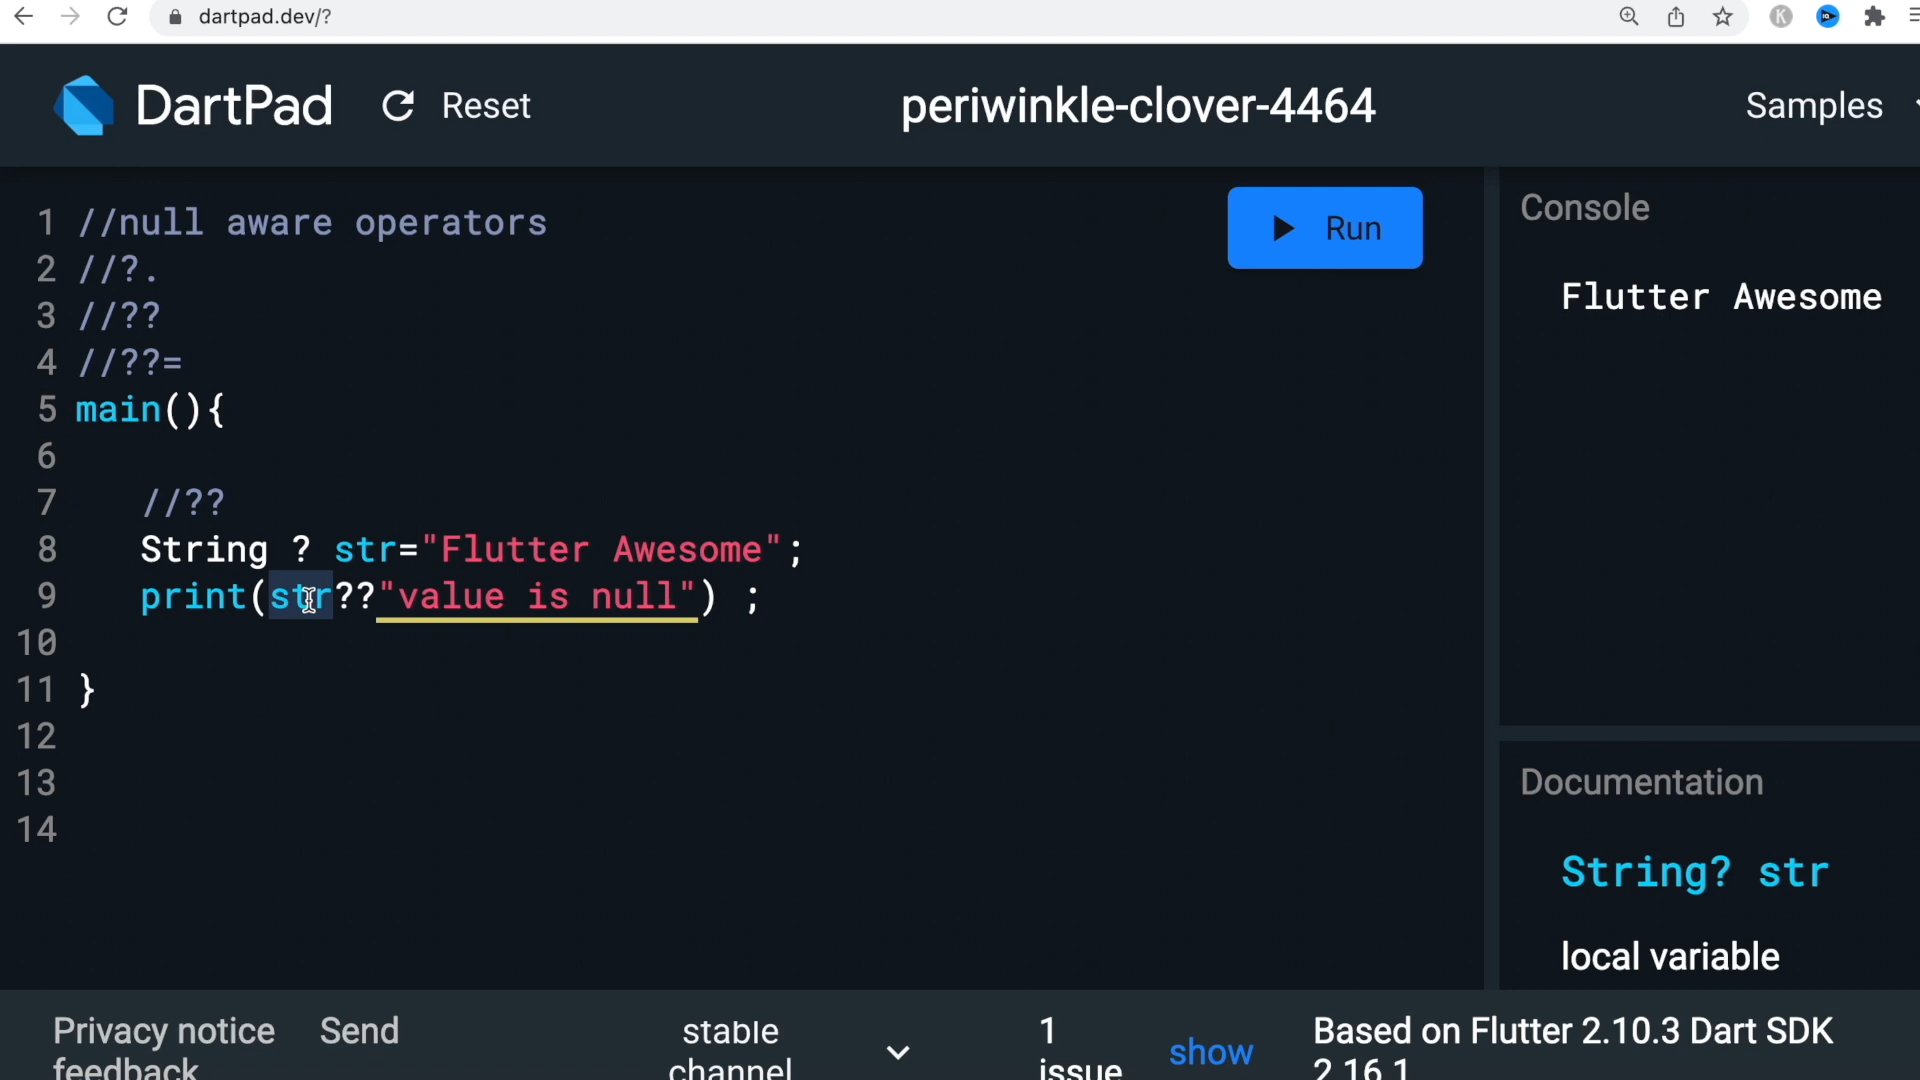 dartpad.dev/?
DartPad
Reset
periwinkle-clover-4464
Samples
1 //null aware operators
2 //?.
3 //??
4 //??=
5 main(){
6
7 //??
8 String ? str="Flutter Awesome";
9 print(str??"value is null") ;
10
11 }
12
13
14
Run
Console
Flutter Awesome
Documentation
String? str
local variable
Privacy notice
Send
feedback
stable
channel
1
issue
show
Based on Flutter 2.10.3 Dart SDK
2.16.1